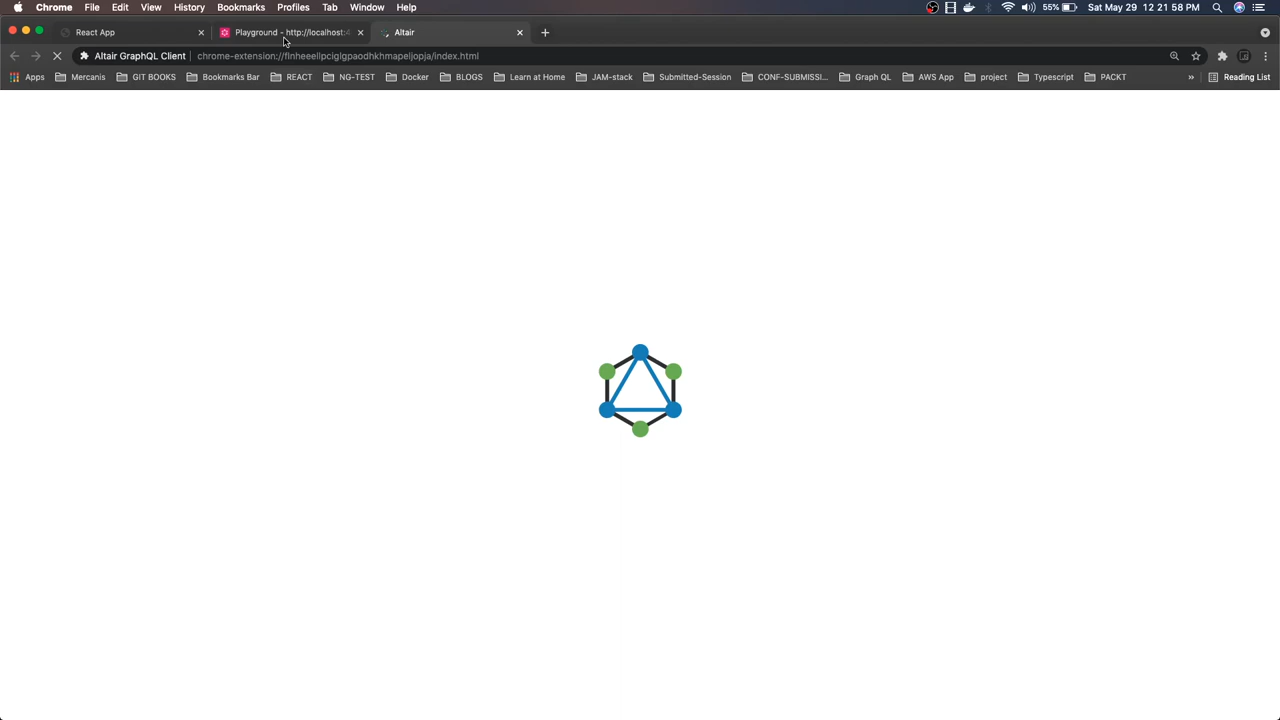 Chrome File Edit View History Bookmarks Profiles Tab Window Help 55% Sat May 29 12 21 58 PM
React App Playground - http://localhost:4 Altair
Altair GraphQL Client chrome-extension://flnheeellpciglgpaodhkhmapeljopja/index.html
Apps Mercanis GIT BOOKS Bookmarks Bar REACT NG-TEST Docker BLOGS Learn at Home JAM-stack Submitted-Session CONF-SUBMISSI... Graph QL AWS App project Typescript PACKT » Reading List